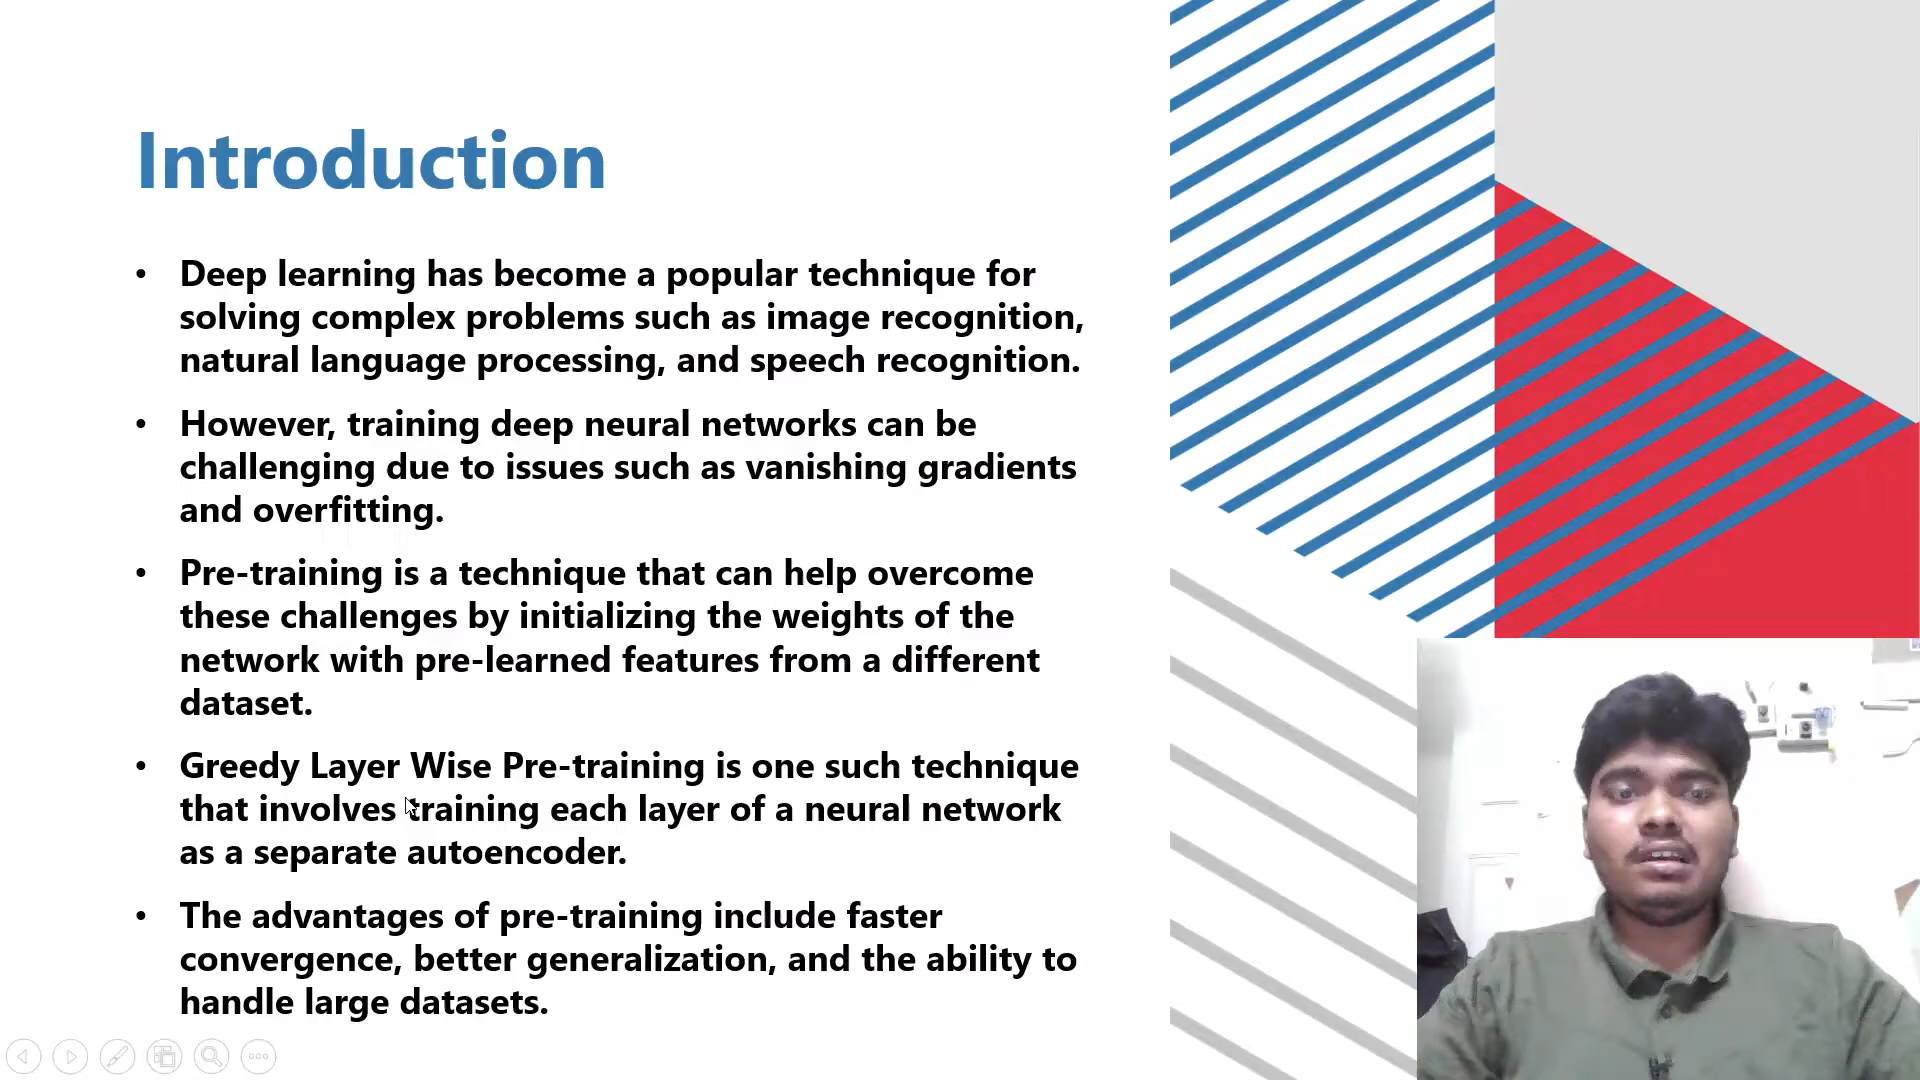 Introduction
• Deep learning has become a popular technique for
solving complex problems such as image recognition,
natural language processing, and speech recognition.
• However, training deep neural networks can be
challenging due to issues such as vanishing gradients
and overfitting.
• Pre-training is a technique that can help overcome
these challenges by initializing the weights of the
network with pre-learned features from a different
dataset.
• Greedy Layer Wise Pre-training is one such technique
that involves training each layer of a neural network
as a separate autoencoder.
• The advantages of pre-training include faster
convergence, better generalization, and the ability to
handle large datasets.